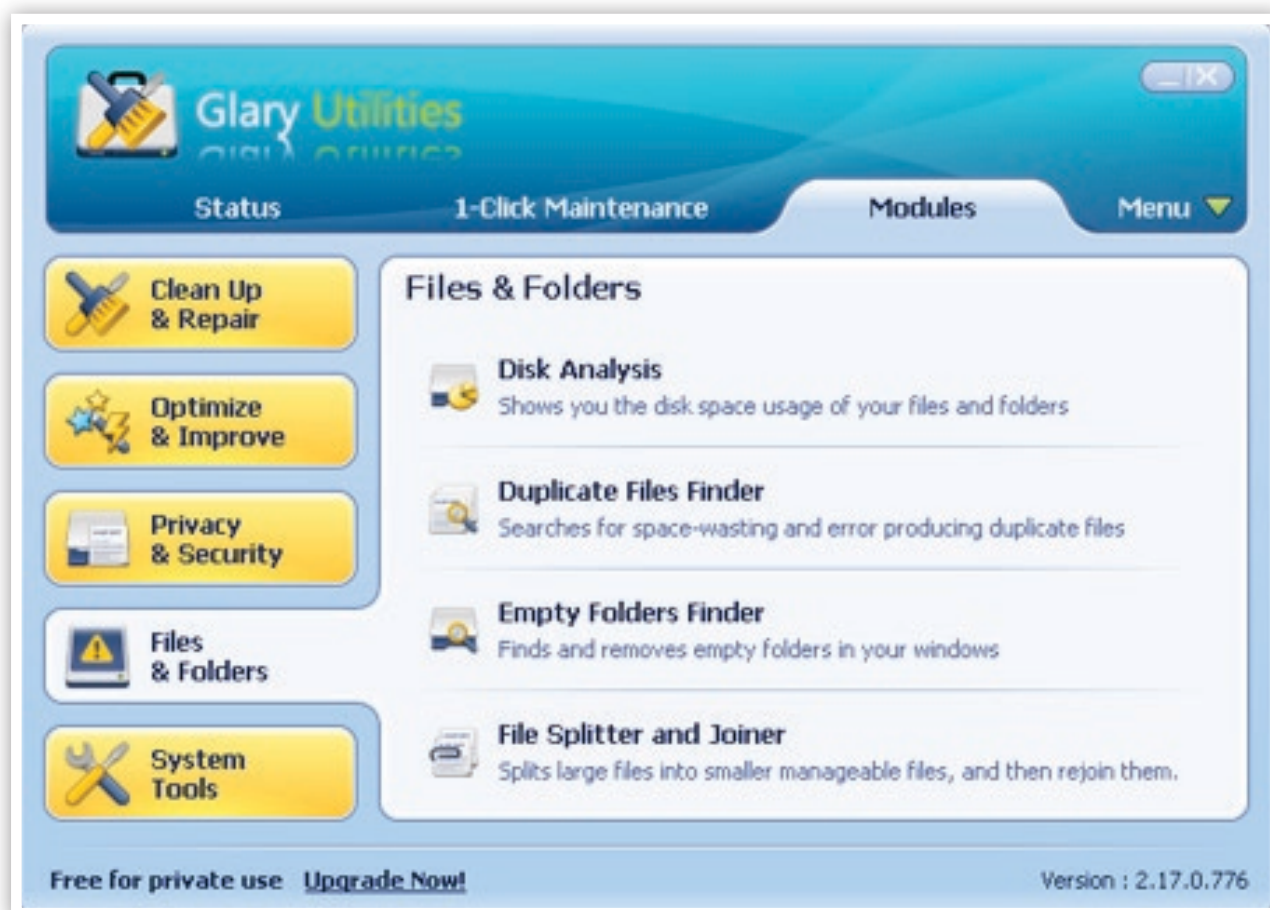 Glary Utilities
Status
1-Click Maintenance
Modules
Menu
Clean Up
& Repair
Optimize
& Improve
Privacy
& Security
Files
& Folders
System
Tools
Files & Folders
Disk Analysis
Shows you the disk space usage of your files and folders
Duplicate Files Finder
Searches for space-wasting and error producing duplicate files
Empty Folders Finder
Finds and removes empty folders in your windows
File Splitter and Joiner
Splits large files into smaller manageable files, and then rejoin them.
Free for private use Upgrade Now!
Version : 2.17.0.776